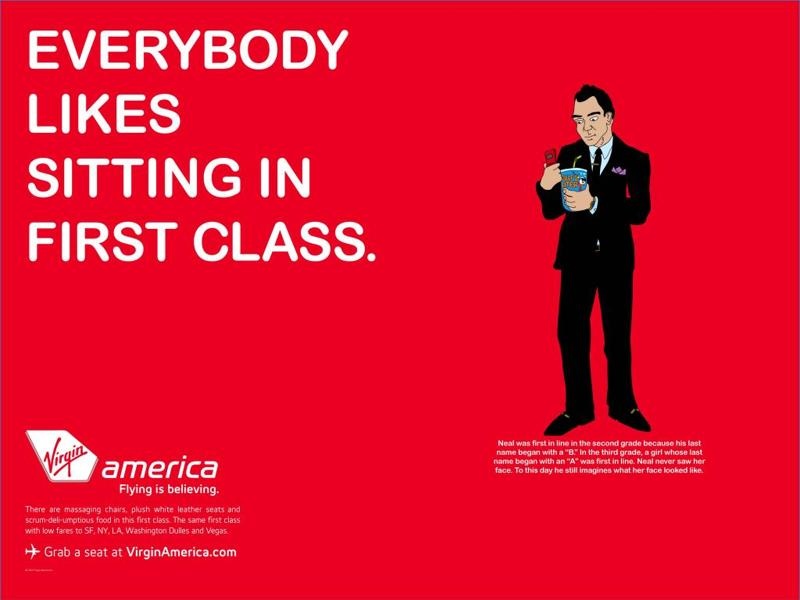 EVERYBODY
LIKES
SITTING IN
FIRST CLASS.
Neal was first in line in the second grade because his last
name began with a "B." In the third grade, a girl whose last
name began with an "A" was first in line. Neal never saw her
face. To this day he still imagines what her face looked like.
Virgin america
Flying is believing.
There are massaging chairs, plush white leather seats and
scrum-deli-umptious food in this first class. The same first class
with low fares to SF, NY, LA, Washington Dulles and Vegas.
Grab a seat at VirginAmerica.com